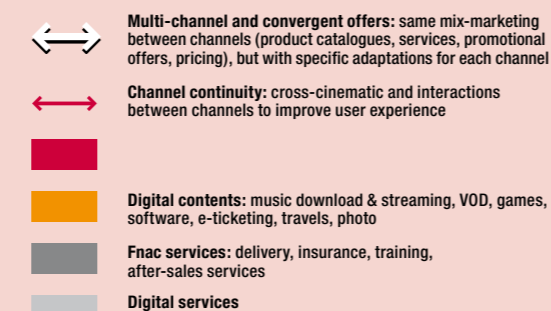 Multi-channel and convergent offers: same mix-marketing
between channels (product catalogues, services, promotional
offers, pricing), but with specific adaptations for each channel
Channel continuity: cross-cinematic and interactions
between channels to improve user experience
Digital contents: music download & streaming, VOD, games,
software, e-ticketing, travels, photo
Fnac services: delivery, insurance, training,
after-sales services
Digital services